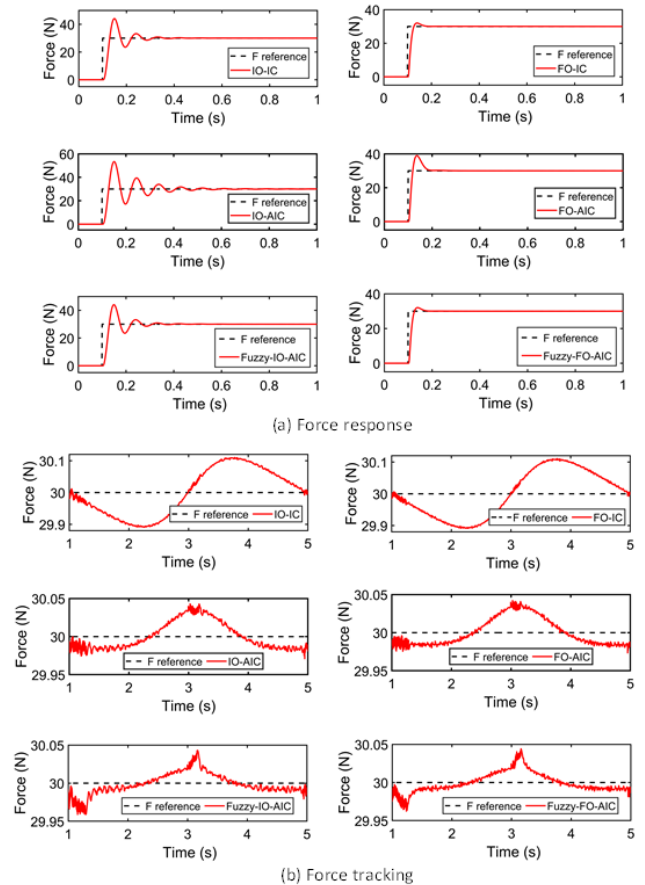 Force (N)
40
20
0
F reference
IO-IC
0 0.2 0.4 0.6 0.8 1
Time (s)
Force (N)
40
20
0
F reference
FO-IC
0 0.2 0.4 0.6 0.8 1
Time (s)
Force (N)
60
40
20
0
F reference
IO-AIC
0 0.2 0.4 0.6 0.8 1
Time (s)
Force (N)
40
20
0
F reference
FO-AIC
0 0.2 0.4 0.6 0.8 1
Time (s)
Force (N)
40
20
0
F reference
Fuzzy-IO-AIC
0 0.2 0.4 0.6 0.8 1
Time (s)
Force (N)
40
20
0
F reference
Fuzzy-FO-AIC
0 0.2 0.4 0.6 0.8 1
Time (s)
(a) Force response
Force (N)
30.1
30
29.9
F reference IO-IC
1 2 3 4 5
Time (s)
Force (N)
30.1
30
29.9
F reference FO-IC
1 2 3 4 5
Time (s)
Force (N)
30.05
30
29.95
F reference IO-AIC
1 2 3 4 5
Time (s)
Force (N)
30.05
30
29.95
F reference FO-AIC
1 2 3 4 5
Time (s)
Force (N)
30.05
30
29.95
F reference Fuzzy-IO-AIC
1 2 3 4 5
Time (s)
Force (N)
30.05
30
29.95
F reference Fuzzy-FO-AIC
1 2 3 4 5
Time (s)
(b) Force tracking